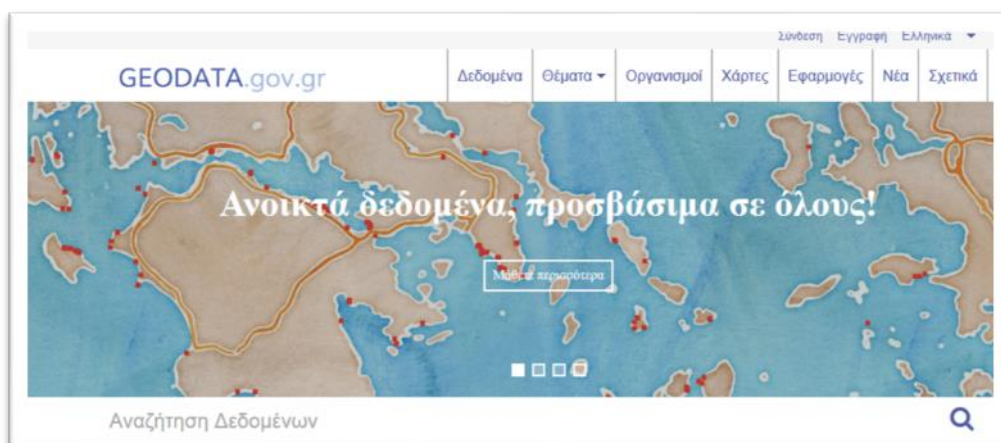 Σύνδεση Εγγραφή Ελληνικά
GEODATA.gov.gr
Δεδομένα Θέματα Οργανισμοί Χάρτες Εφαρμογές Νέα Σχετικά
Ανοικτά δεδομένα, προσβάσιμα σε όλους!
Μάθετε περισσότερα
Αναζήτηση Δεδομένων